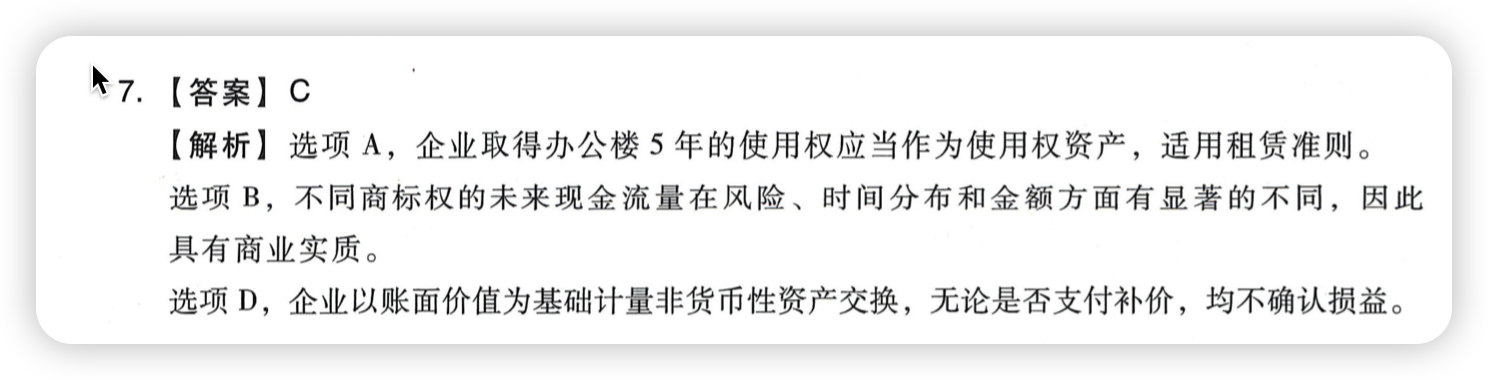 7. 【答案】C
【解析】选项 A，企业取得办公楼 5 年的使用权应当作为使用权资产，适用租赁准则。
选项 B，不同商标权的未来现金流量在风险、时间分布和金额方面有显著的不同，因此
具有商业实质。
选项 D，企业以账面价值为基础计量非货币性资产交换，无论是否支付补价，均不确认损益。